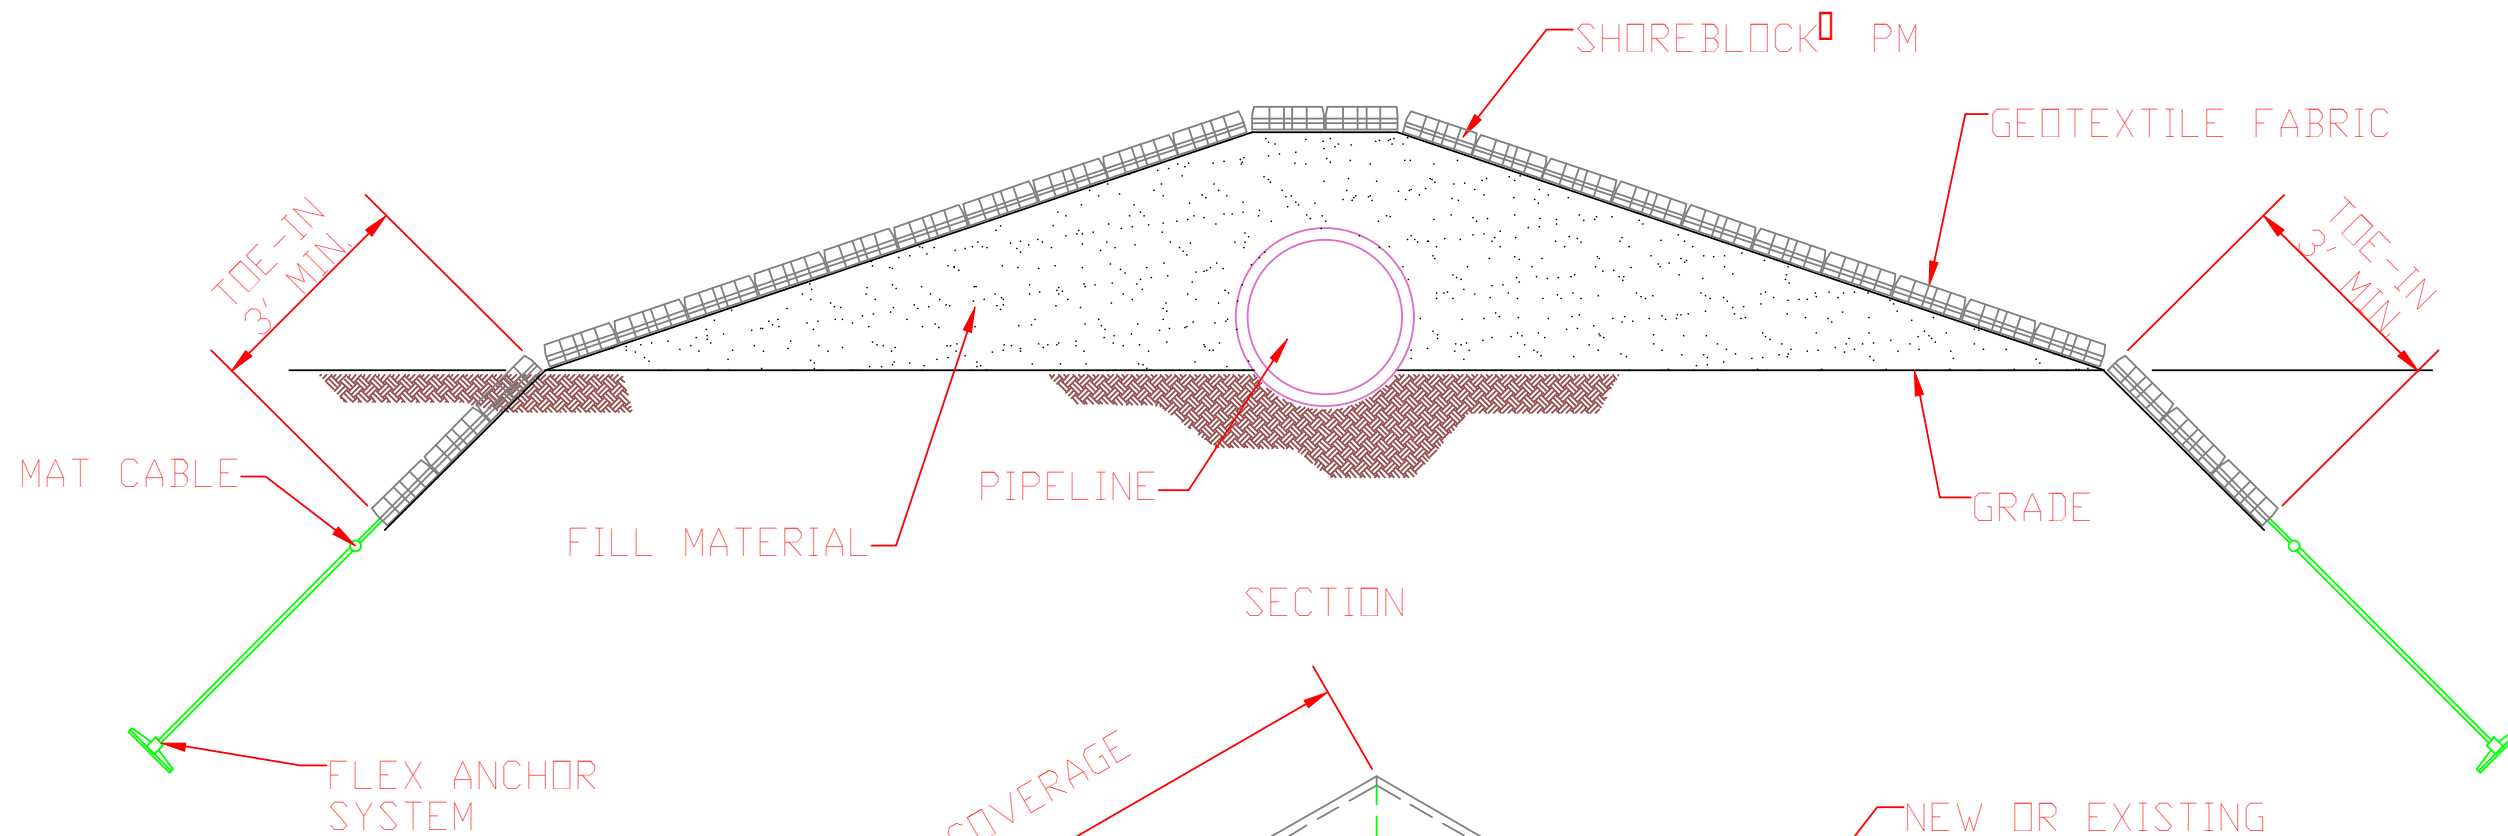 SHOREBLOCK PM
GEOTEXTILE FABRIC
TOE-IN
3' MIN.
TOE-IN
3' MIN.
MAT CABLE
PIPELINE
GRADE
FILL MATERIAL
SECTION
FLEX ANCHOR
SYSTEM
COVERAGE
NEW OR EXISTING